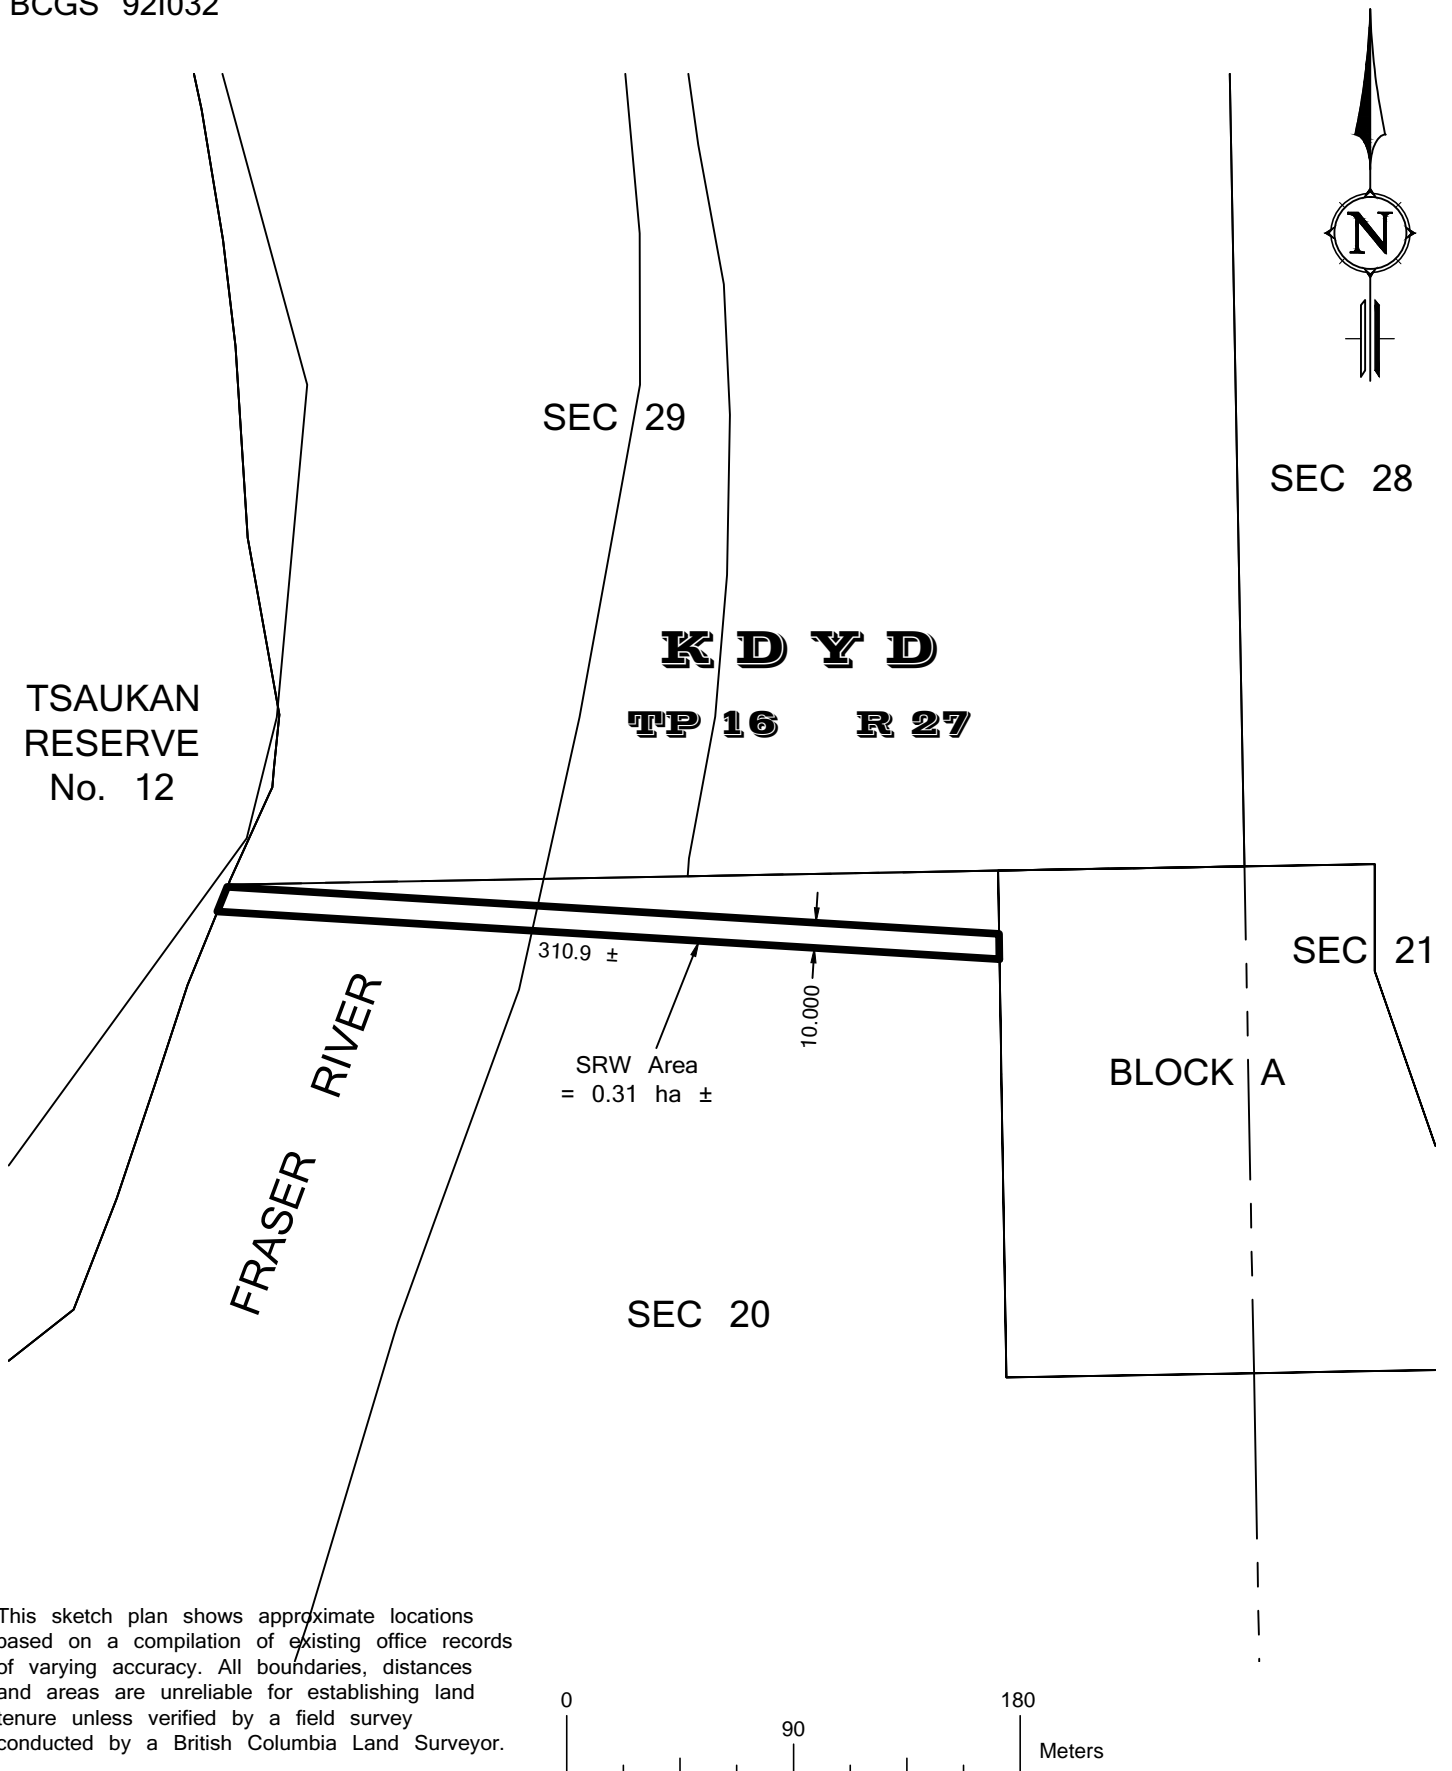 BCGS 92I032
N
SEC 29
SEC 28
K D Y D
TP 16 R 27
TSAUKAN
RESERVE
No. 12
SEC 21
310.9 ±
10.000
SRW Area
= 0.31 ha ±
BLOCK A
FRASER RIVER
SEC 20
This sketch plan shows approximate locations
based on a compilation of existing office records
of varying accuracy. All boundaries, distances
and areas are unreliable for establishing land
tenure unless verified by a field survey
conducted by a British Columbia Land Surveyor.
0
90
180
Meters